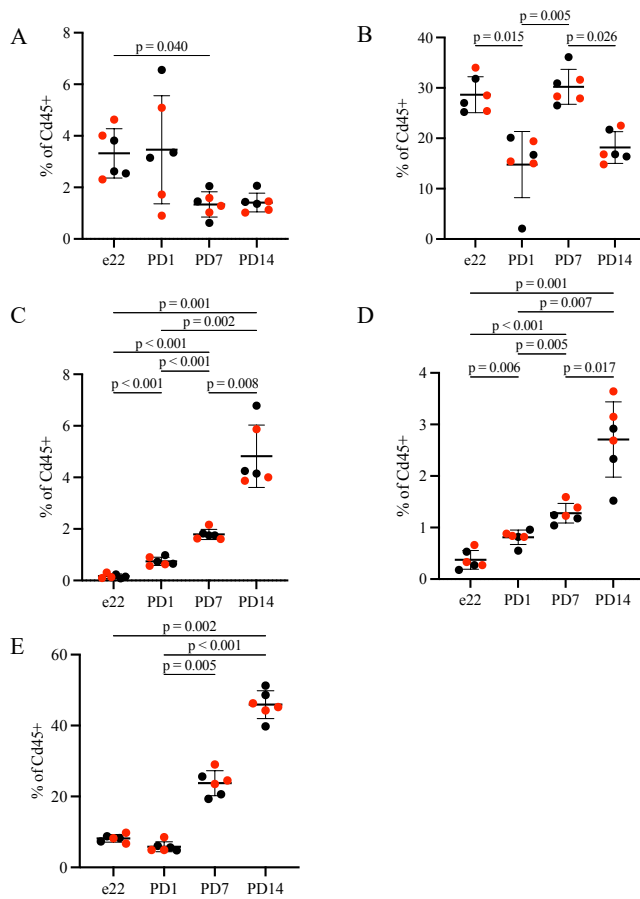 A
p = 0.040
% of Cd45+
8
6
4
2
0
e22 PD1 PD7 PD14
B
p = 0.005
p = 0.015 p = 0.026
% of Cd45+
40
30
20
10
0
e22 PD1 PD7 PD14
C
p = 0.001
p = 0.002
p < 0.001
p < 0.001
p < 0.001 p = 0.008
% of Cd45+
8
6
4
2
0
e22 PD1 PD7 PD14
D
p = 0.001
p = 0.007
p < 0.001
p = 0.005
p = 0.006 p = 0.017
% of Cd45+
4
3
2
1
0
e22 PD1 PD7 PD14
E
p = 0.002
p < 0.001
p = 0.005
% of Cd45+
60
40
20
0
e22 PD1 PD7 PD14